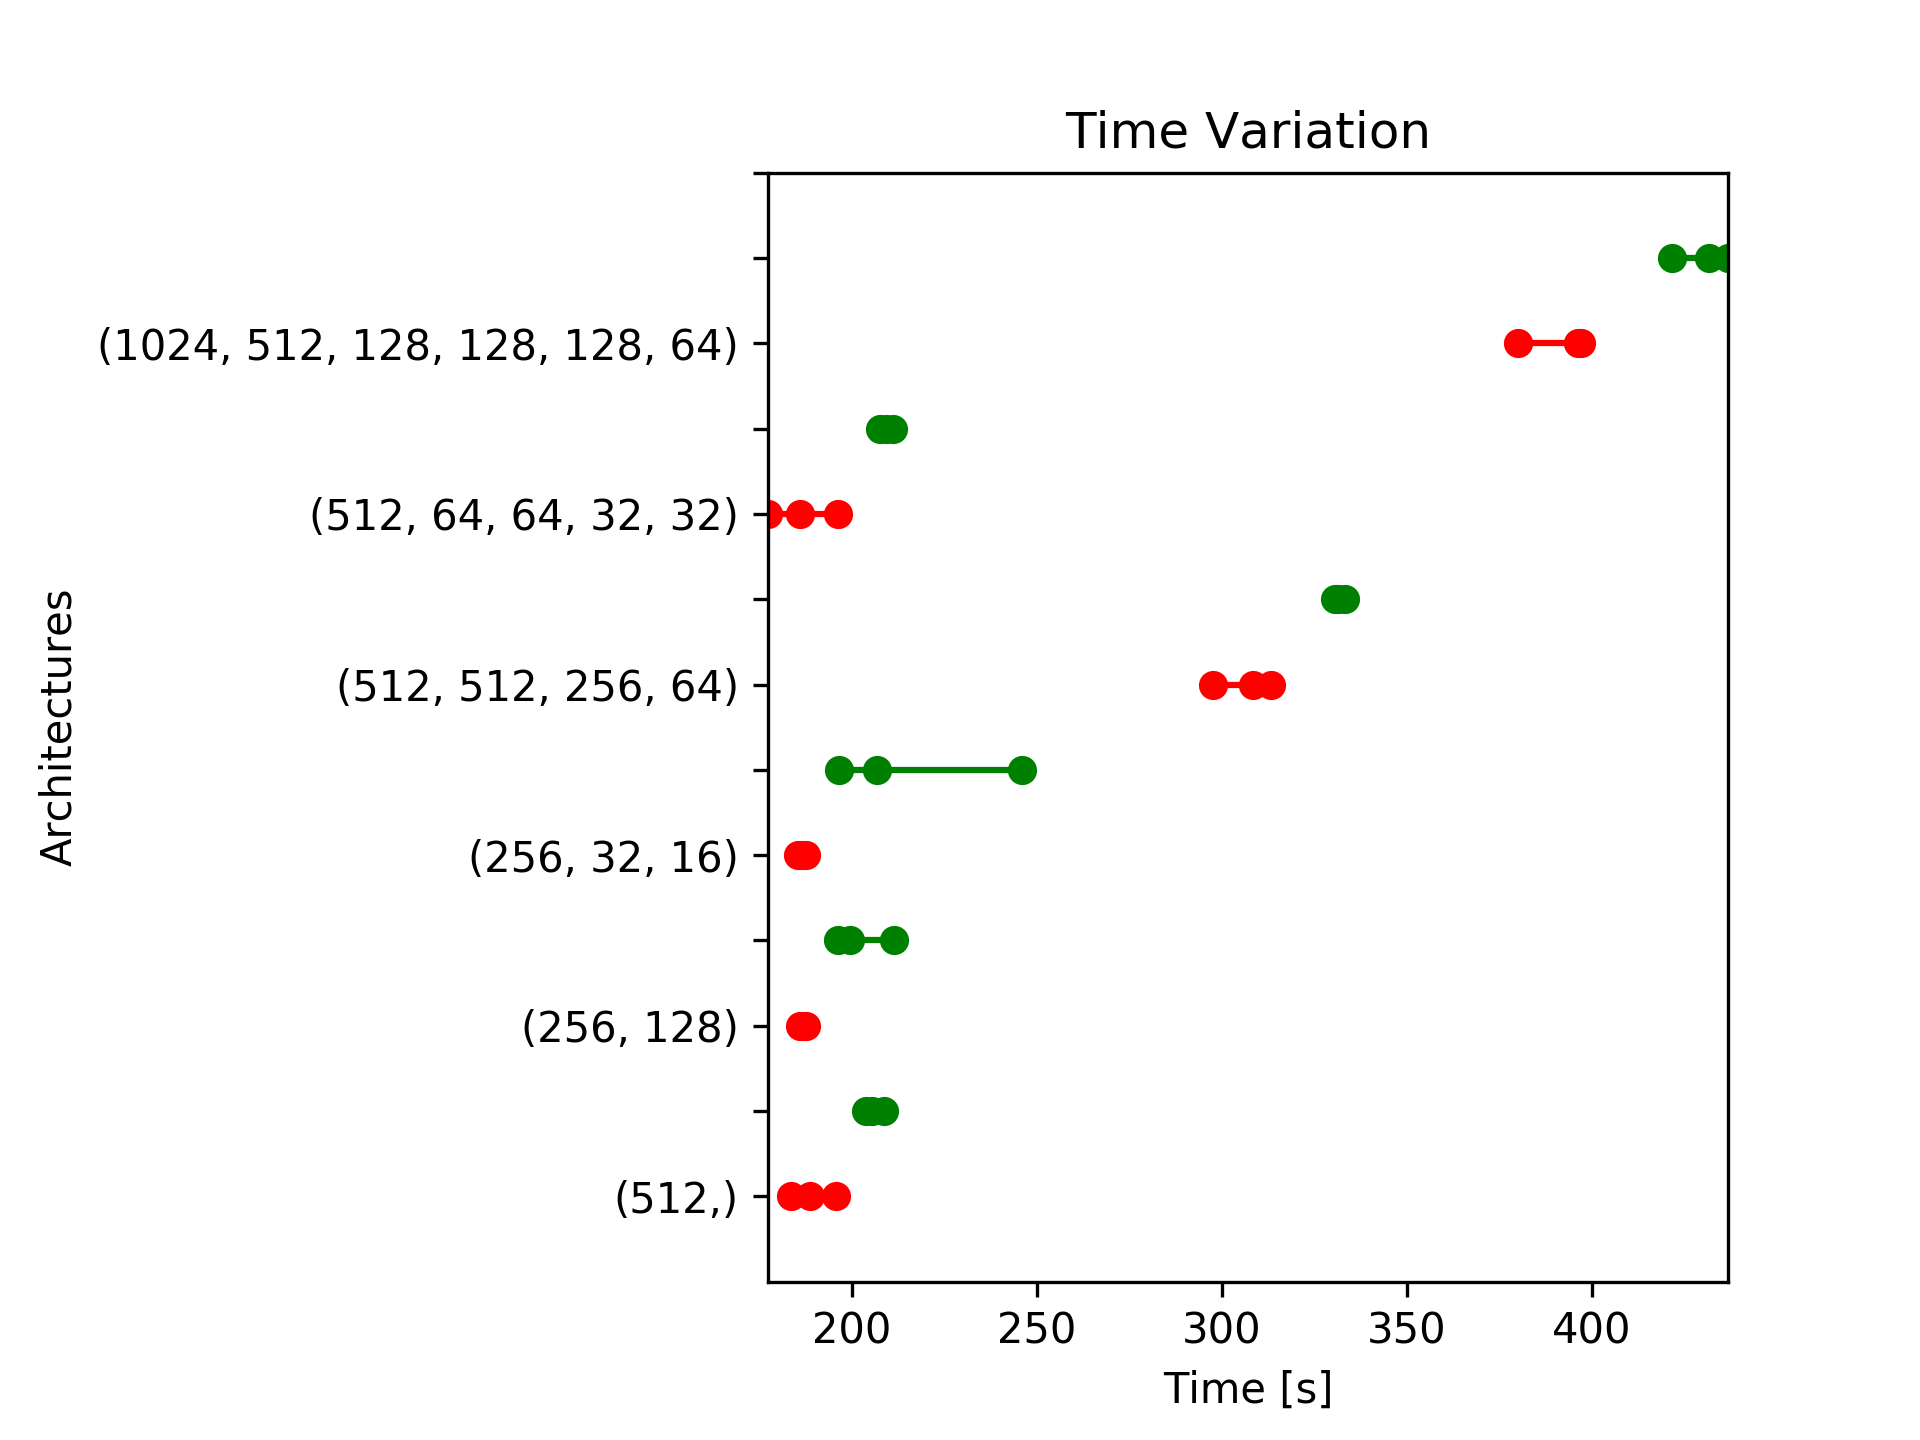 Time Variation
(1024, 512, 128, 128, 128, 64)
(512, 64, 64, 32, 32)
(512, 512, 256, 64)
(256, 32, 16)
(256, 128)
(512,)
Architectures
200 250 300 350 400
Time [s]